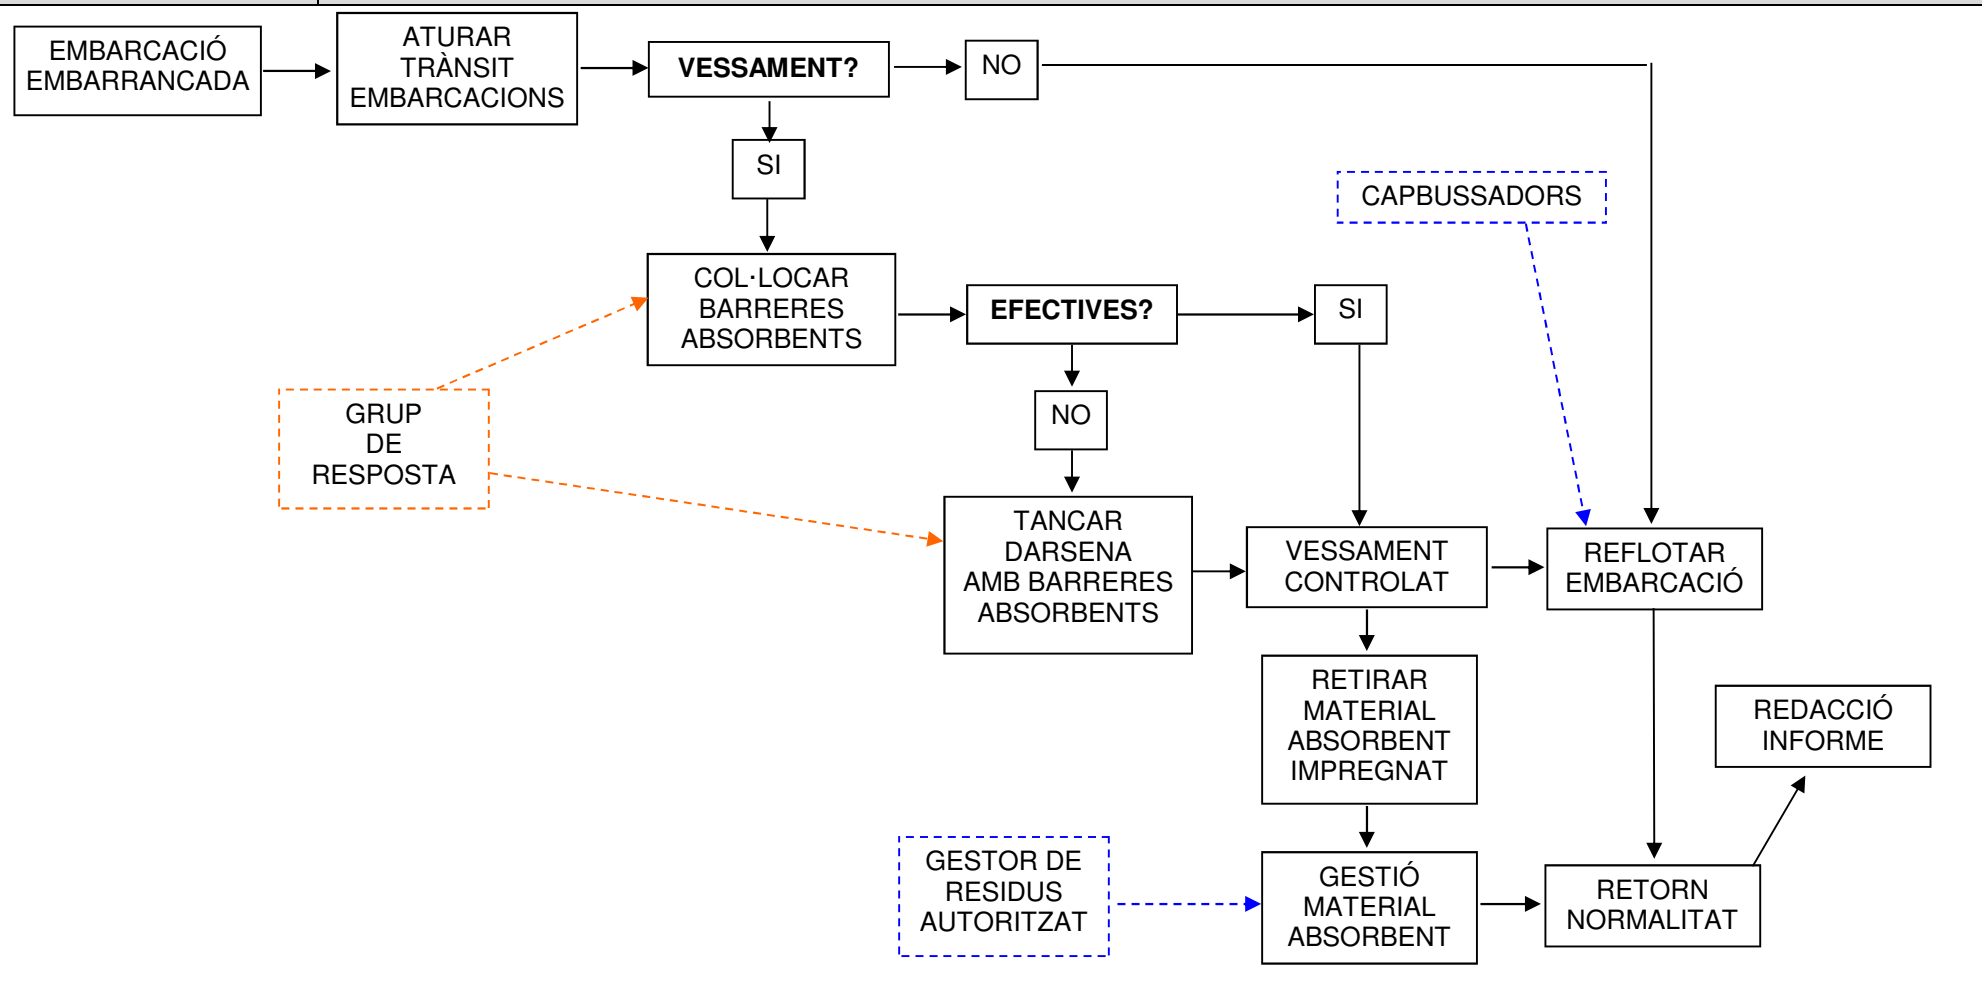 EMBARCACIÓ
EMBARRANCADA
ATURAR
TRÀNSIT
EMBARCACIONS
VESSAMENT?
NO
SI
CAPBUSSADORS
COL·LOCAR
BARRERES
ABSORBENTS
EFECTIVES?
SI
GRUP
DE
RESPOSTA
NO
TANCAR
DARSENA
AMB BARRERES
ABSORBENTS
VESSAMENT
CONTROLAT
REFLOTAR
EMBARCACIÓ
RETIRAR
MATERIAL
ABSORBENT
IMPREGNAT
REDACCIÓ
INFORME
GESTOR DE
RESIDUS
AUTORITZAT
GESTIÓ
MATERIAL
ABSORBENT
RETORN
NORMALITAT